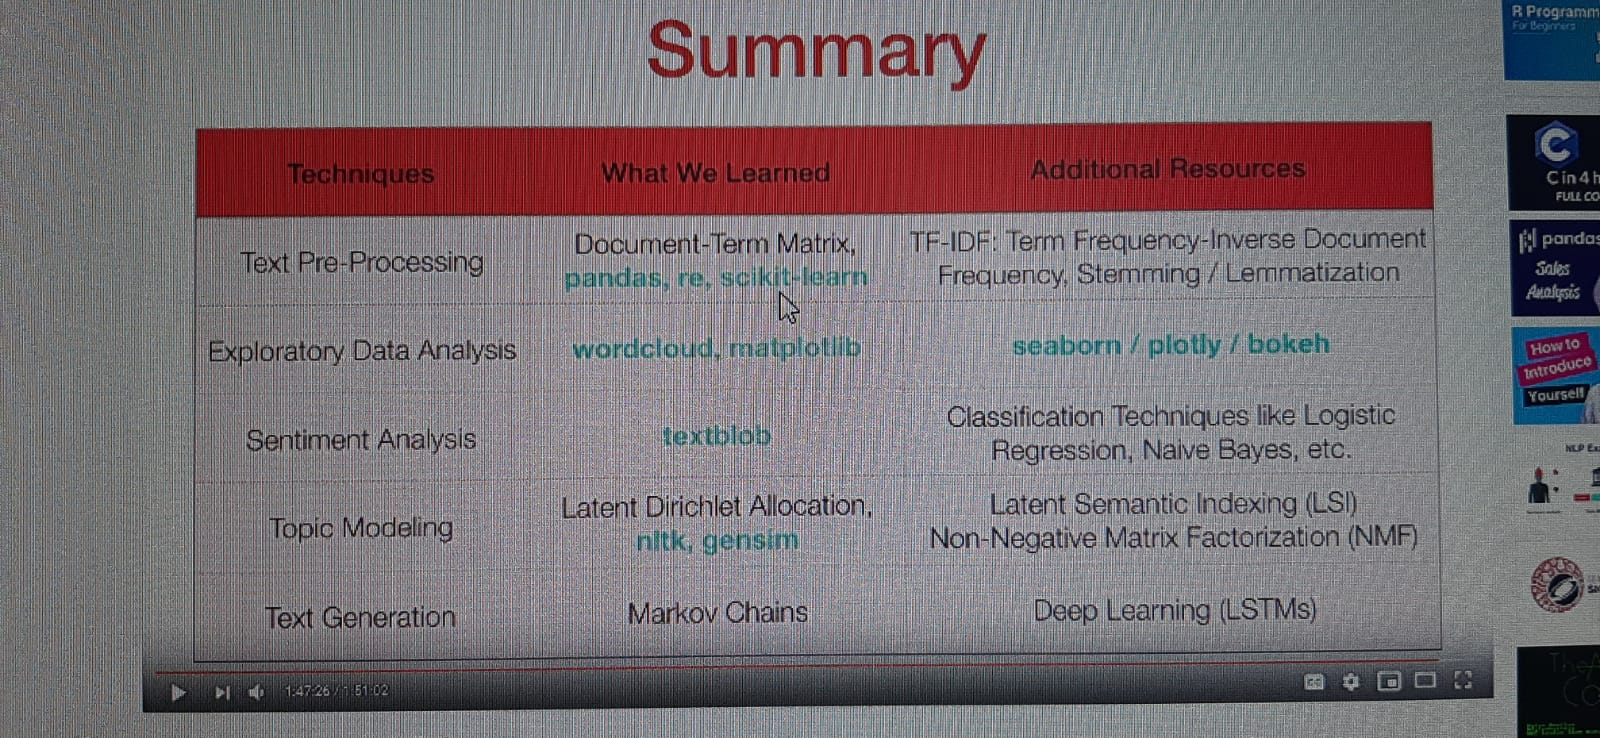 Summary
Techniques
What We Learned
Additional Resources
Text Pre-Processing
Document-Term Matrix,
pandas, re, scikit-learn
TF-IDF: Term Frequency-Inverse Document
Frequency, Stemming / Lemmatization
Exploratory Data Analysis
wordcloud, matplotlib
seaborn / plotly / bokeh
Sentiment Analysis
textblob
Classification Techniques like Logistic
Regression, Naive Bayes, etc.
Topic Modeling
Latent Dirichlet Allocation,
nltk, gensim
Latent Semantic Indexing (LSI)
Non-Negative Matrix Factorization (NMF)
Text Generation
Markov Chains
Deep Learning (LSTMs)
1:47:26 / 1:51:02
R Programm
For Beginners
C
C in 4 h
FULL CO
pandas
Sales
Analysis
How to
Introduce
Yourself
NLP Ex